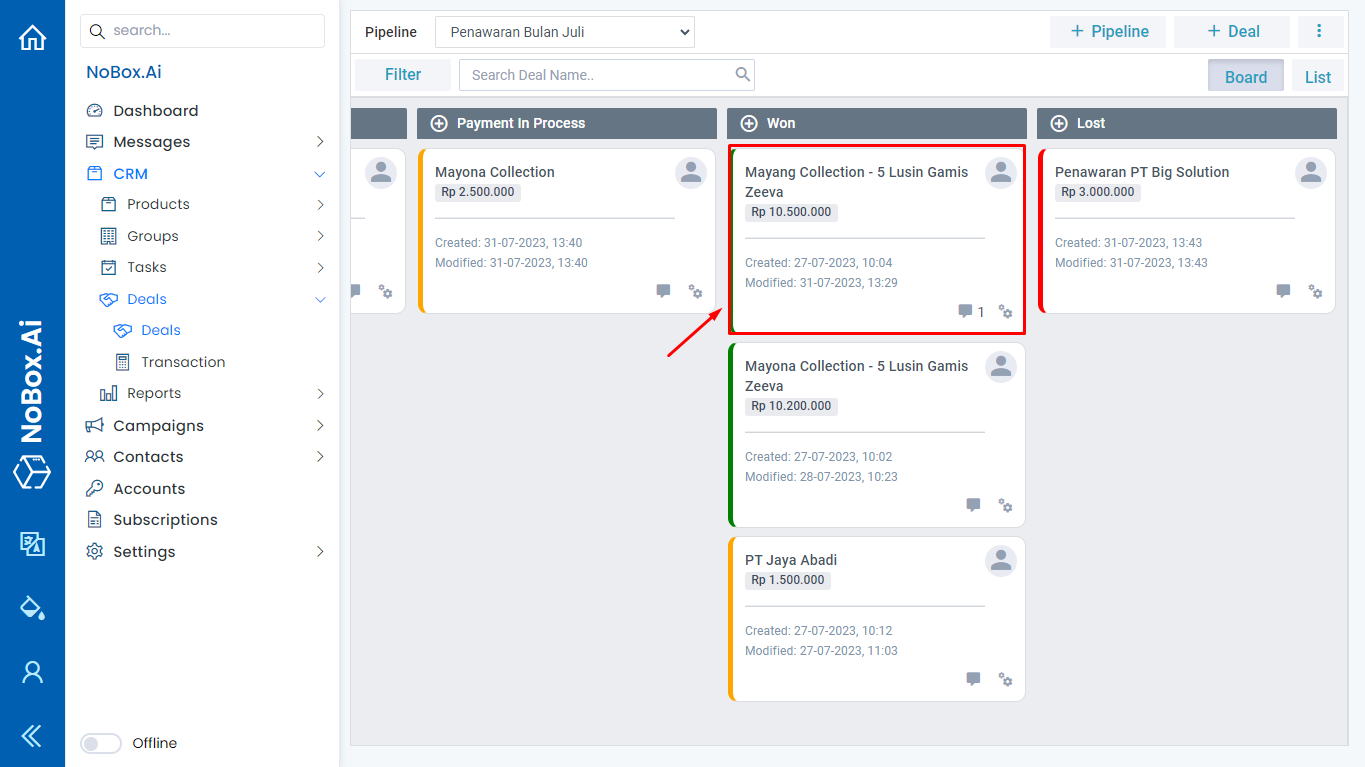 NoBox.Ai
search...
NoBox.Ai
Dashboard
Messages
CRM
Products
Groups
Tasks
Deals
Deals
Transaction
Reports
Campaigns
Contacts
Accounts
Subscriptions
Settings
Offline
Pipeline
Penawaran Bulan Juli
+ Pipeline
+ Deal
Filter
Search Deal Name..
Board
List
Payment In Process
Mayona Collection
Rp 2.500.000
Created: 31-07-2023, 13:40
Modified: 31-07-2023, 13:40
Won
Mayang Collection - 5 Lusin Gamis
Zeeva
Rp 10.500.000
Created: 27-07-2023, 10:04
Modified: 31-07-2023, 13:29
1
Mayona Collection - 5 Lusin Gamis
Zeeva
Rp 10.200.000
Created: 27-07-2023, 10:02
Modified: 28-07-2023, 10:23
PT Jaya Abadi
Rp 1.500.000
Created: 27-07-2023, 10:12
Modified: 27-07-2023, 11:03
Lost
Penawaran PT Big Solution
Rp 3.000.000
Created: 31-07-2023, 13:43
Modified: 31-07-2023, 13:43